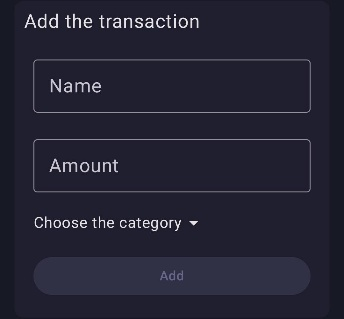 Add the transaction
Name
Amount
Choose the category
Add